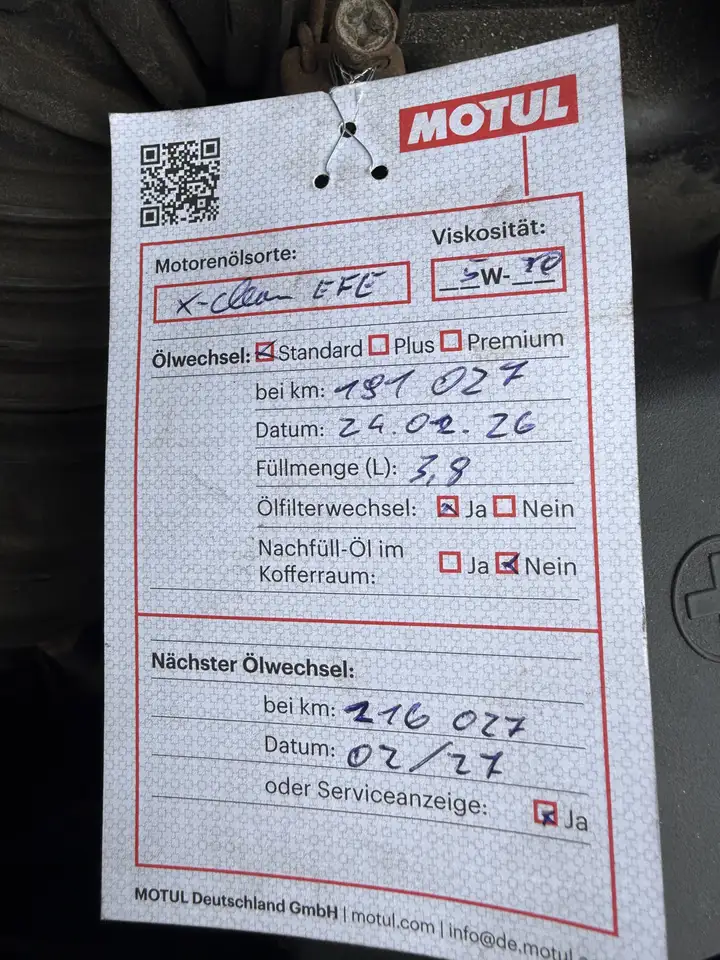 MOTUL
Viskosität:
Motorenölsorte:
5W-30
X-clean EFE
Ölwechsel: Standard Plus Premium
bei km: 191 027
Datum: 24.02.26
Füllmenge (L): 3,8
Ölfilterwechsel: Ja Nein
Nachfüll-Öl im
Kofferraum: Ja Nein
Nächster Ölwechsel:
bei km: 216 027
Datum: 02/27
oder Serviceanzeige: Ja
MOTUL Deutschland GmbH | motul.com | info@de.motul.